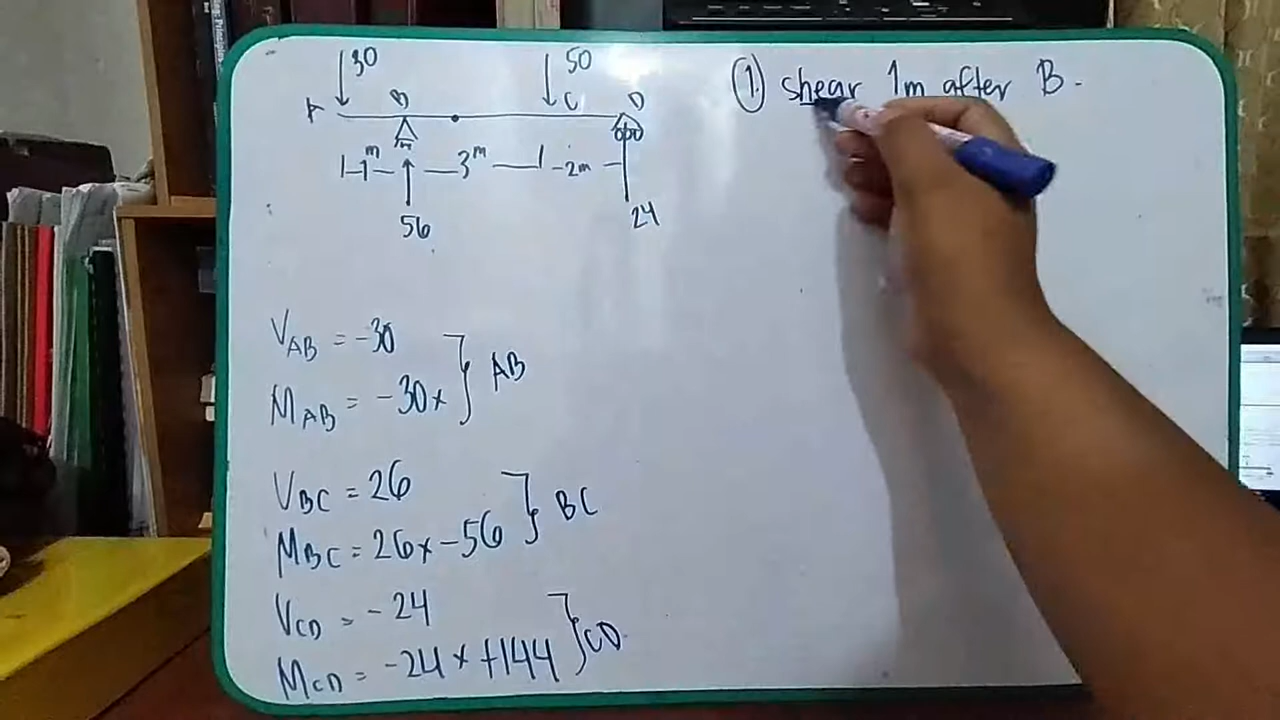 30 50
A B C D
1m 3m 2m
56 24
V_AB = -30
M_AB = -30x } AB
V_BC = 26
M_BC = 26x - 56 } BC
V_CD = -24
M_CD = -24x + 144 } CD
① shear 1m after B.